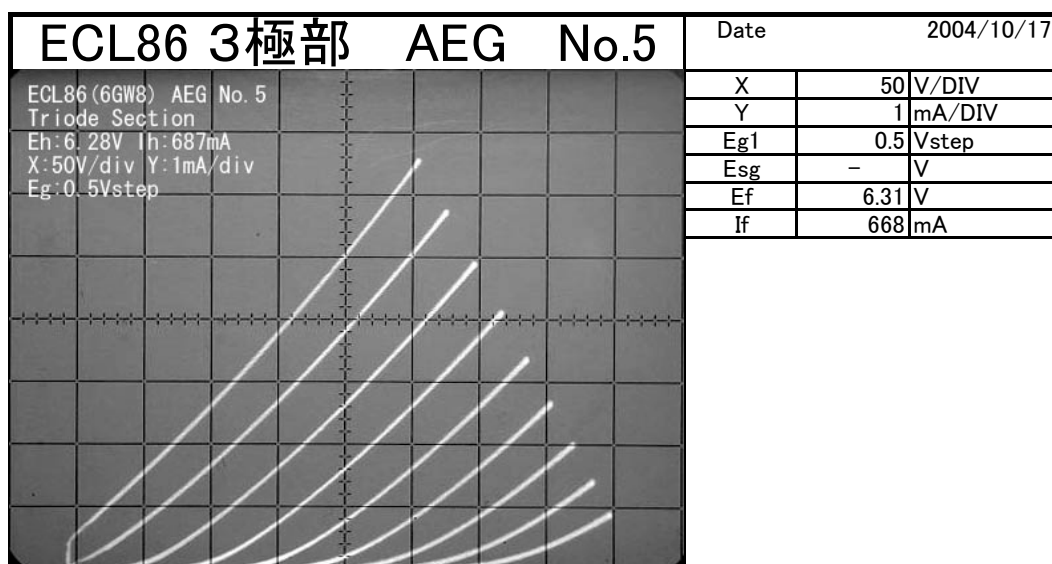 ECL86 3極部 AEG No.5
Date 2004/10/17
ECL86(6GW8) AEG No.5
Triode Section
Eh:6.28V Ih:687mA
X:50V/div Y:1mA/div
Eg:0.5Vstep
X 50 V/DIV
Y 1 mA/DIV
Eg1 0.5 Vstep
Esg − V
Ef 6.31 V
If 668 mA